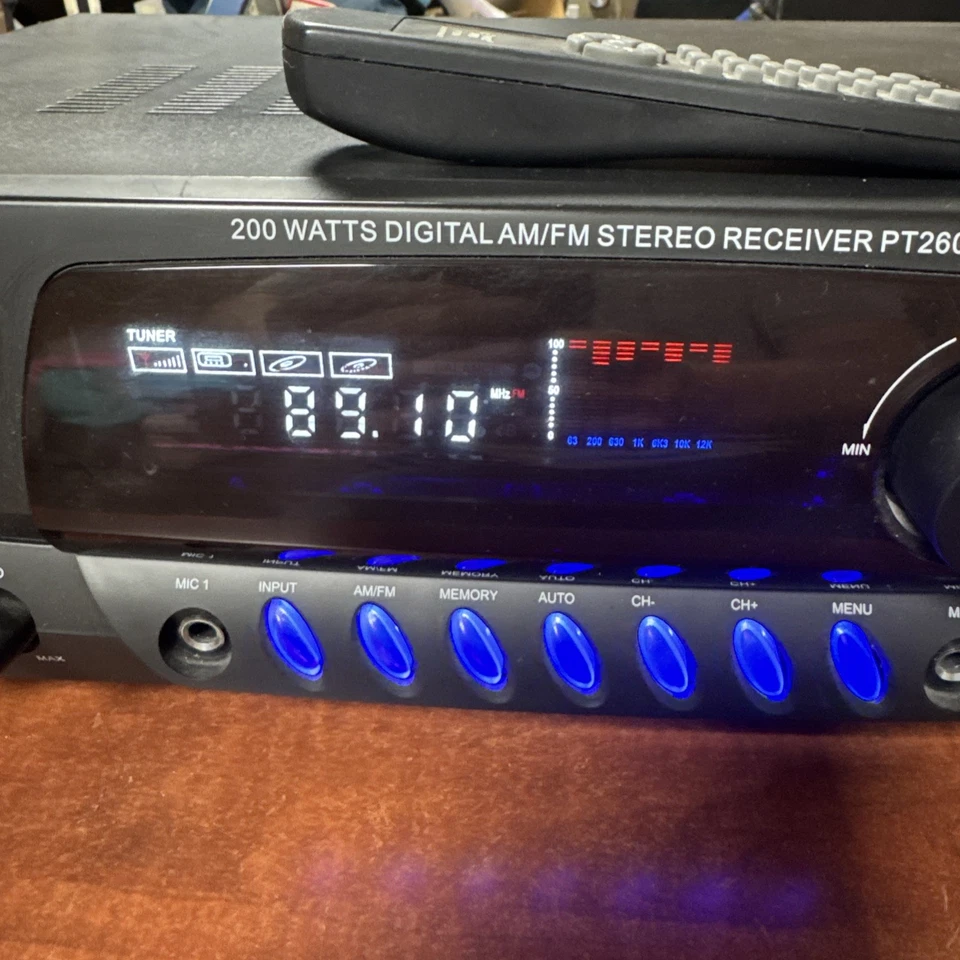 200 WATTS DIGITAL AM/FM STEREO RECEIVER PT260
TUNER
89.10 MHz FM
100
50
0
63 200 630 1K 6K3 10K 12K
MIN
MIC 1 INPUT AM/FM MEMORY AUTO CH- CH+ MENU
MAX